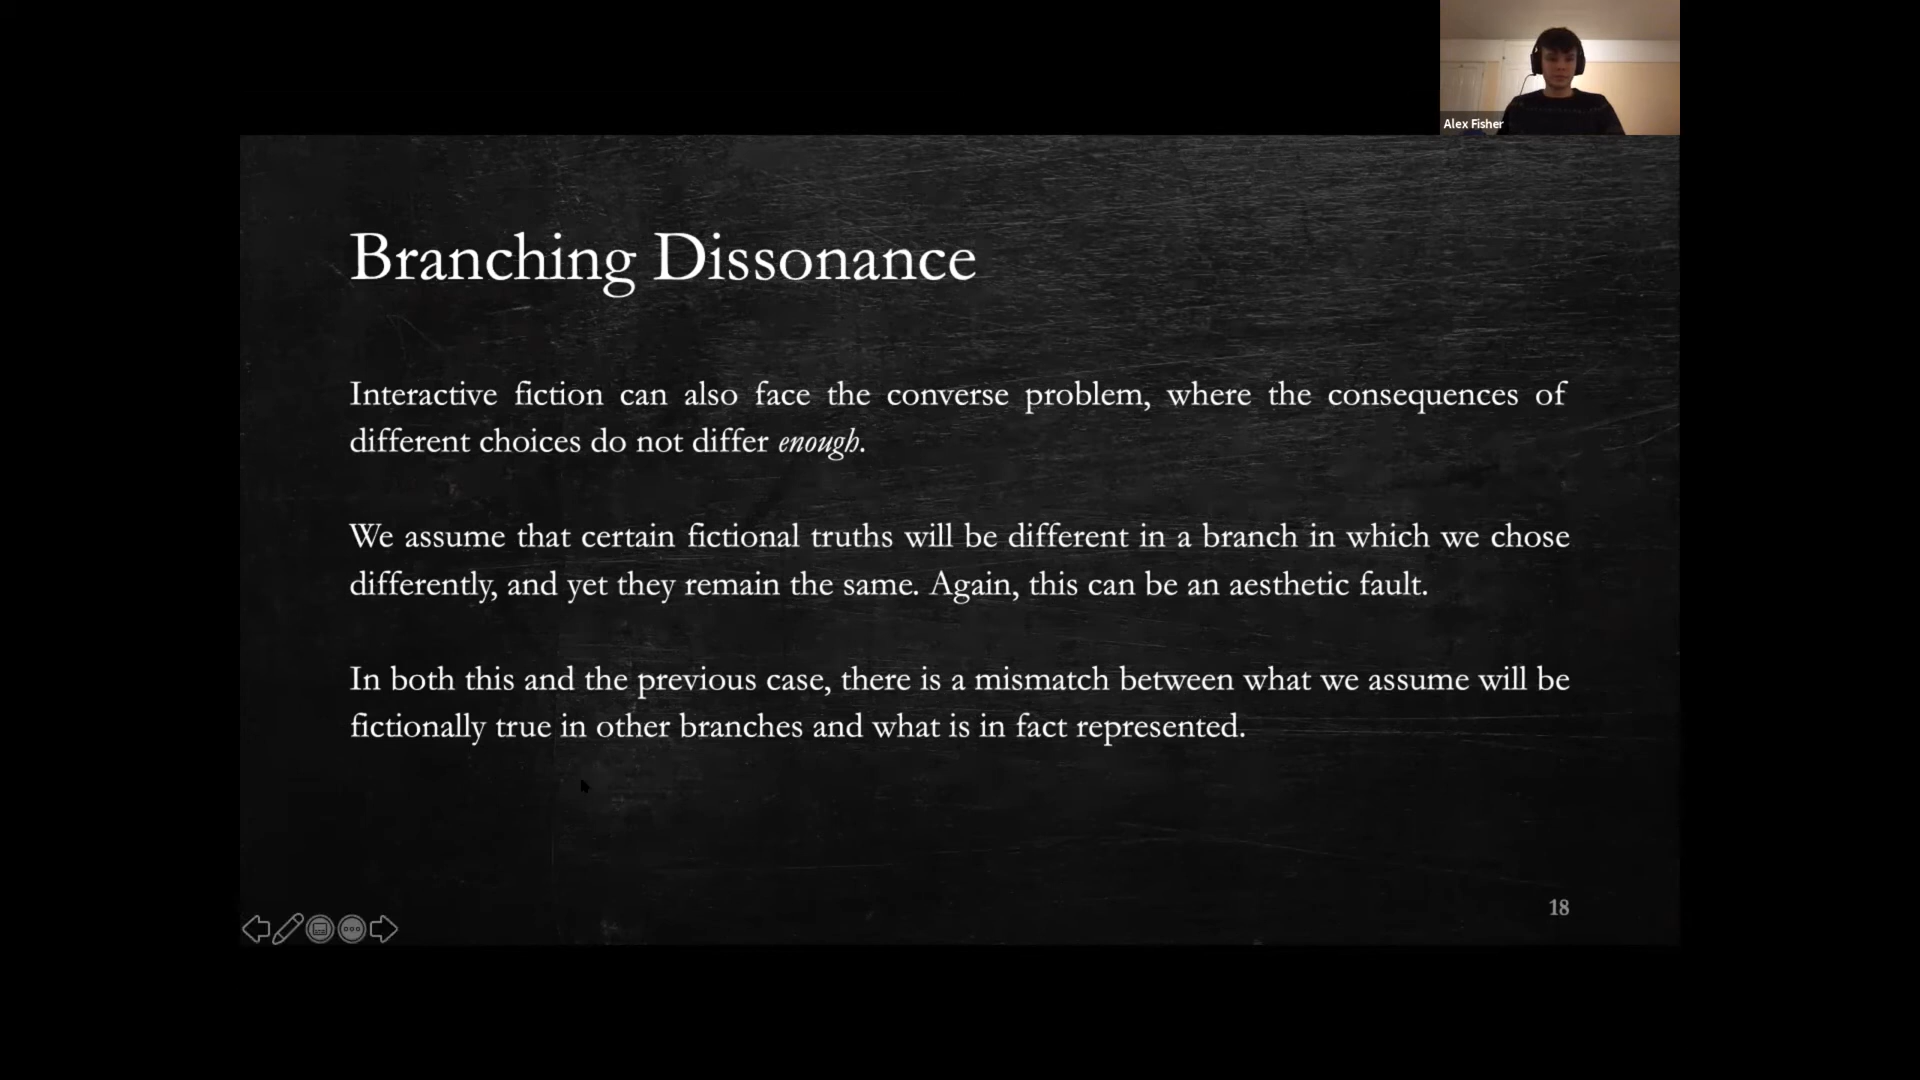 Alex Fisher
Branching Dissonance
Interactive fiction can also face the converse problem, where the consequences of
different choices do not differ enough.
We assume that certain fictional truths will be different in a branch in which we chose
differently, and yet they remain the same. Again, this can be an aesthetic fault.
In both this and the previous case, there is a mismatch between what we assume will be
fictionally true in other branches and what is in fact represented.
18